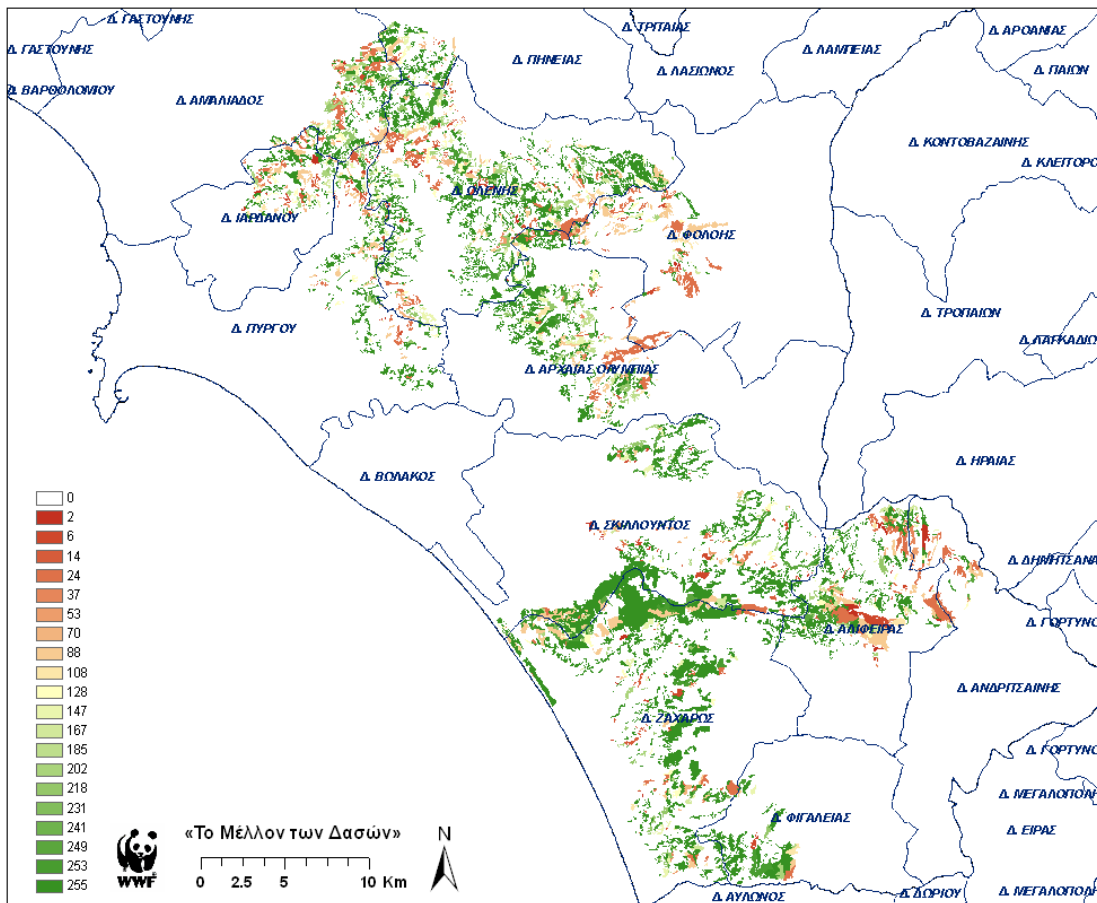 Δ. ΓΑΣΤΟΥΝΗΣ
Δ. ΤΡΙΤΑΙΑΣ
Δ. ΑΡΟΑΝΙΑΣ
Δ. ΓΑΣΤΟΥΝΗΣ
Δ. ΠΗΝΕΙΑΣ
Δ. ΛΑΜΠΕΙΑΣ
Δ. ΛΑΣΙΩΝΟΣ
Δ. ΠΑΙΩΝ
Δ. ΒΑΡΘΟΛΟΜΙΟΥ
Δ. ΑΜΑΛΙΑΔΟΣ
Δ. ΚΟΝΤΟΒΑΖΑΙΝΗΣ
Δ. ΚΛΕΙΤΟΡΟ
Δ. ΩΛΕΝΗΣ
Δ. ΙΑΡΔΑΝΟΥ
Δ. ΦΟΛΟΗΣ
Δ. ΤΡΟΠΑΙΩΝ
Δ. ΠΥΡΓΟΥ
Δ. ΛΑΓΚΑΔΙΩ
Δ. ΑΡΧΑΙΑΣ ΟΛΥΜΠΙΑΣ
Δ. ΗΡΑΙΑΣ
Δ. ΒΩΛΑΚΟΣ
Δ. ΣΚΙΛΛΟΥΝΤΟΣ
Δ. ΔΗΜΗΤΣΑΝΑ
Δ. ΑΛΙΦΕΙΡΑΣ
Δ. ΓΟΡΤΥΝΟ
Δ. ΑΝΔΡΙΤΣΑΙΝΗΣ
Δ. ΖΑΧΑΡΩΣ
Δ. ΓΟΡΤΥΝΟ
Δ. ΜΕΓΑΛΟΠΟΛΗ
Δ. ΦΙΓΑΛΕΙΑΣ
Δ. ΕΙΡΑΣ
Δ. ΑΥΛΩΝΟΣ
Δ. ΔΩΡΙΟΥ
Δ. ΜΕΓΑΛΟΠΟΛΗ
0
2
6
14
24
37
53
70
88
108
128
147
167
185
202
218
231
241
249
253
255
WWF
«Το Μέλλον των Δασών»
0 2.5 5 10 Km
N